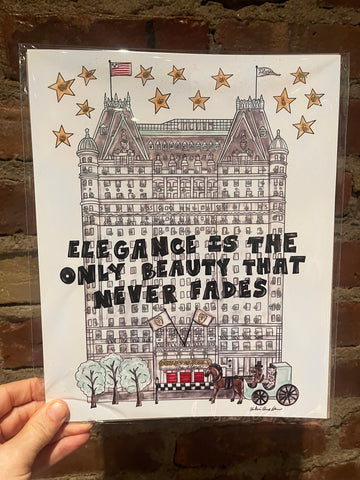 ELEGANCE IS THE
ONLY BEAUTY THAT
NEVER FADES